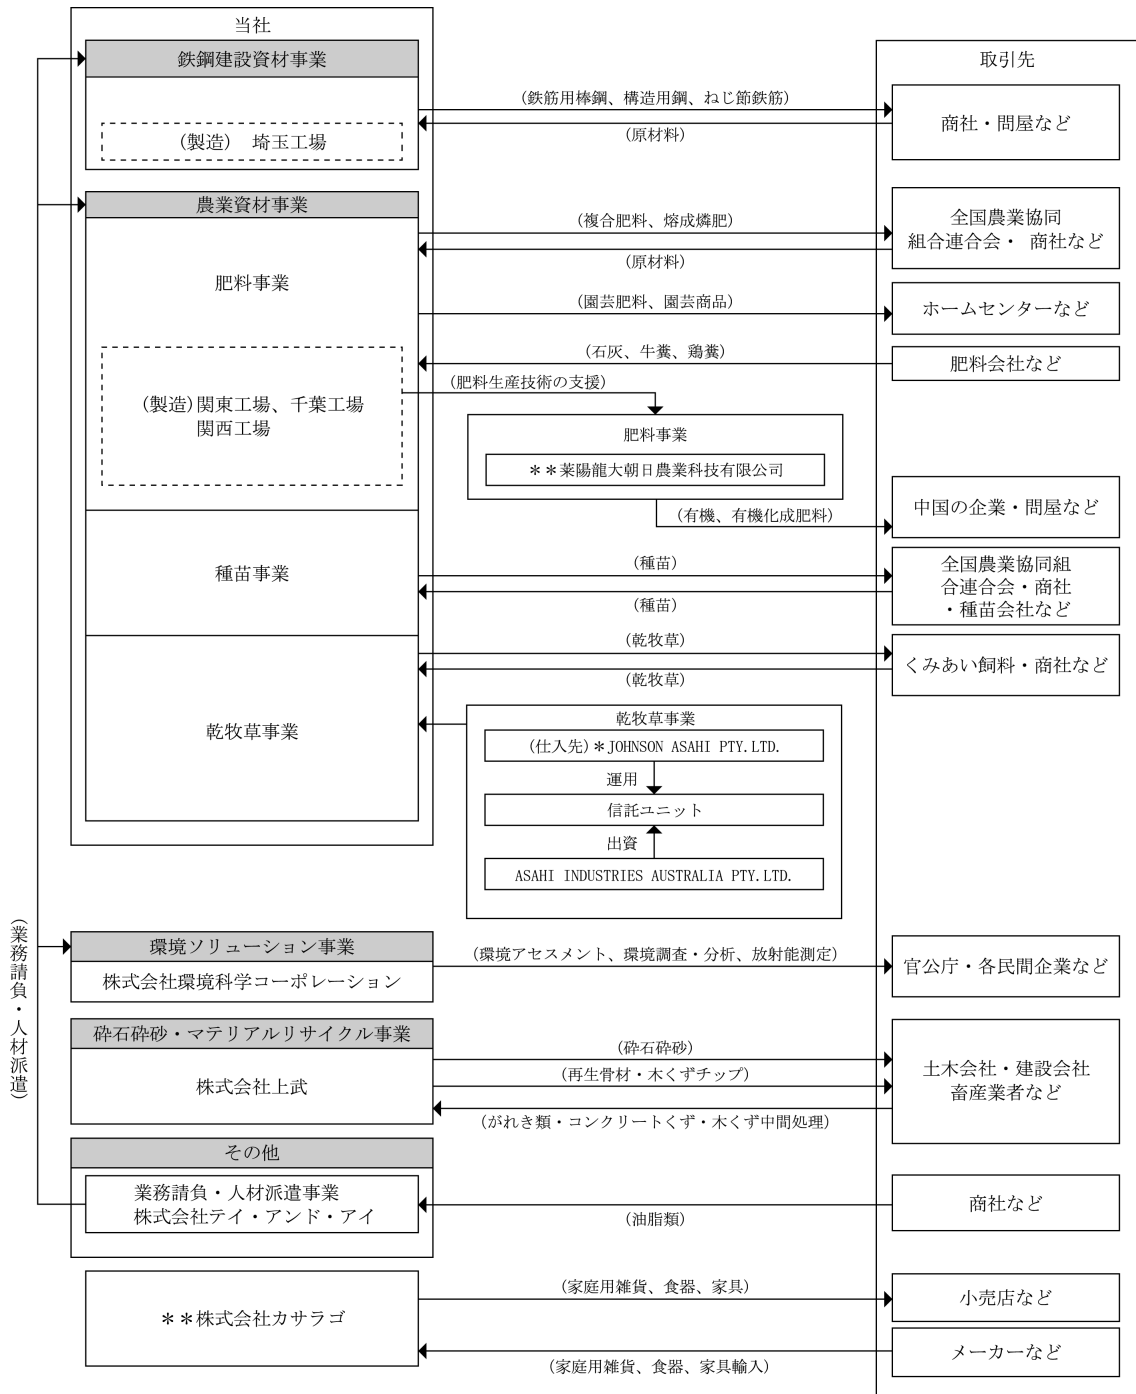 当社
鉄鋼建設資材事業
(製造) 埼玉工場
取引先
(鉄筋用棒鋼、構造用鋼、ねじ節鉄筋)
(原材料)
商社・問屋など
農業資材事業
肥料事業
(複合肥料、熔成燐肥)
(原材料)
全国農業協同
組合連合会・ 商社など
(園芸肥料、園芸商品)
ホームセンターなど
(石灰、牛糞、鶏糞)
肥料会社など
(製造)関東工場、千葉工場
関西工場
(肥料生産技術の支援)
肥料事業
＊＊莱陽龍大朝日農業科技有限公司
(有機、有機化成肥料)
中国の企業・問屋など
種苗事業
(種苗)
(種苗)
全国農業協同組
合連合会・商社
・種苗会社など
乾牧草事業
(乾牧草)
(乾牧草)
くみあい飼料・商社など
乾牧草事業
(仕入先)＊JOHNSON ASAHI PTY.LTD.
運用
信託ユニット
出資
ASAHI INDUSTRIES AUSTRALIA PTY.LTD.
(業務請負・人材派遣)
環境ソリューション事業
株式会社環境科学コーポレーション
(環境アセスメント、環境調査・分析、放射能測定)
官公庁・各民間企業など
砕石砕砂・マテリアルリサイクル事業
株式会社上武
(砕石砕砂)
(再生骨材・木くずチップ)
(がれき類・コンクリートくず・木くず中間処理)
土木会社・建設会社
畜産業者など
その他
業務請負・人材派遣事業
株式会社テイ・アンド・アイ
(油脂類)
商社など
＊＊株式会社カサラゴ
(家庭用雑貨、食器、家具)
小売店など
(家庭用雑貨、食器、家具輸入)
メーカーなど